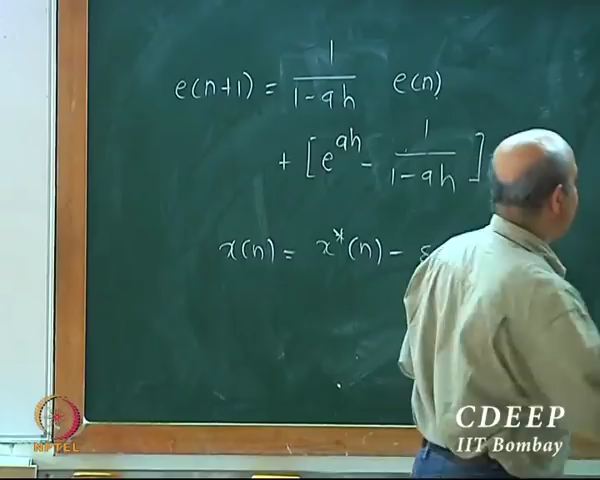 e(n+1) = 1/(1-ah) e(n)
+ [e^{ah} - 1/(1-ah)]
x(n) = x*(n) -
NPTEL
CDEEP
IIT Bombay